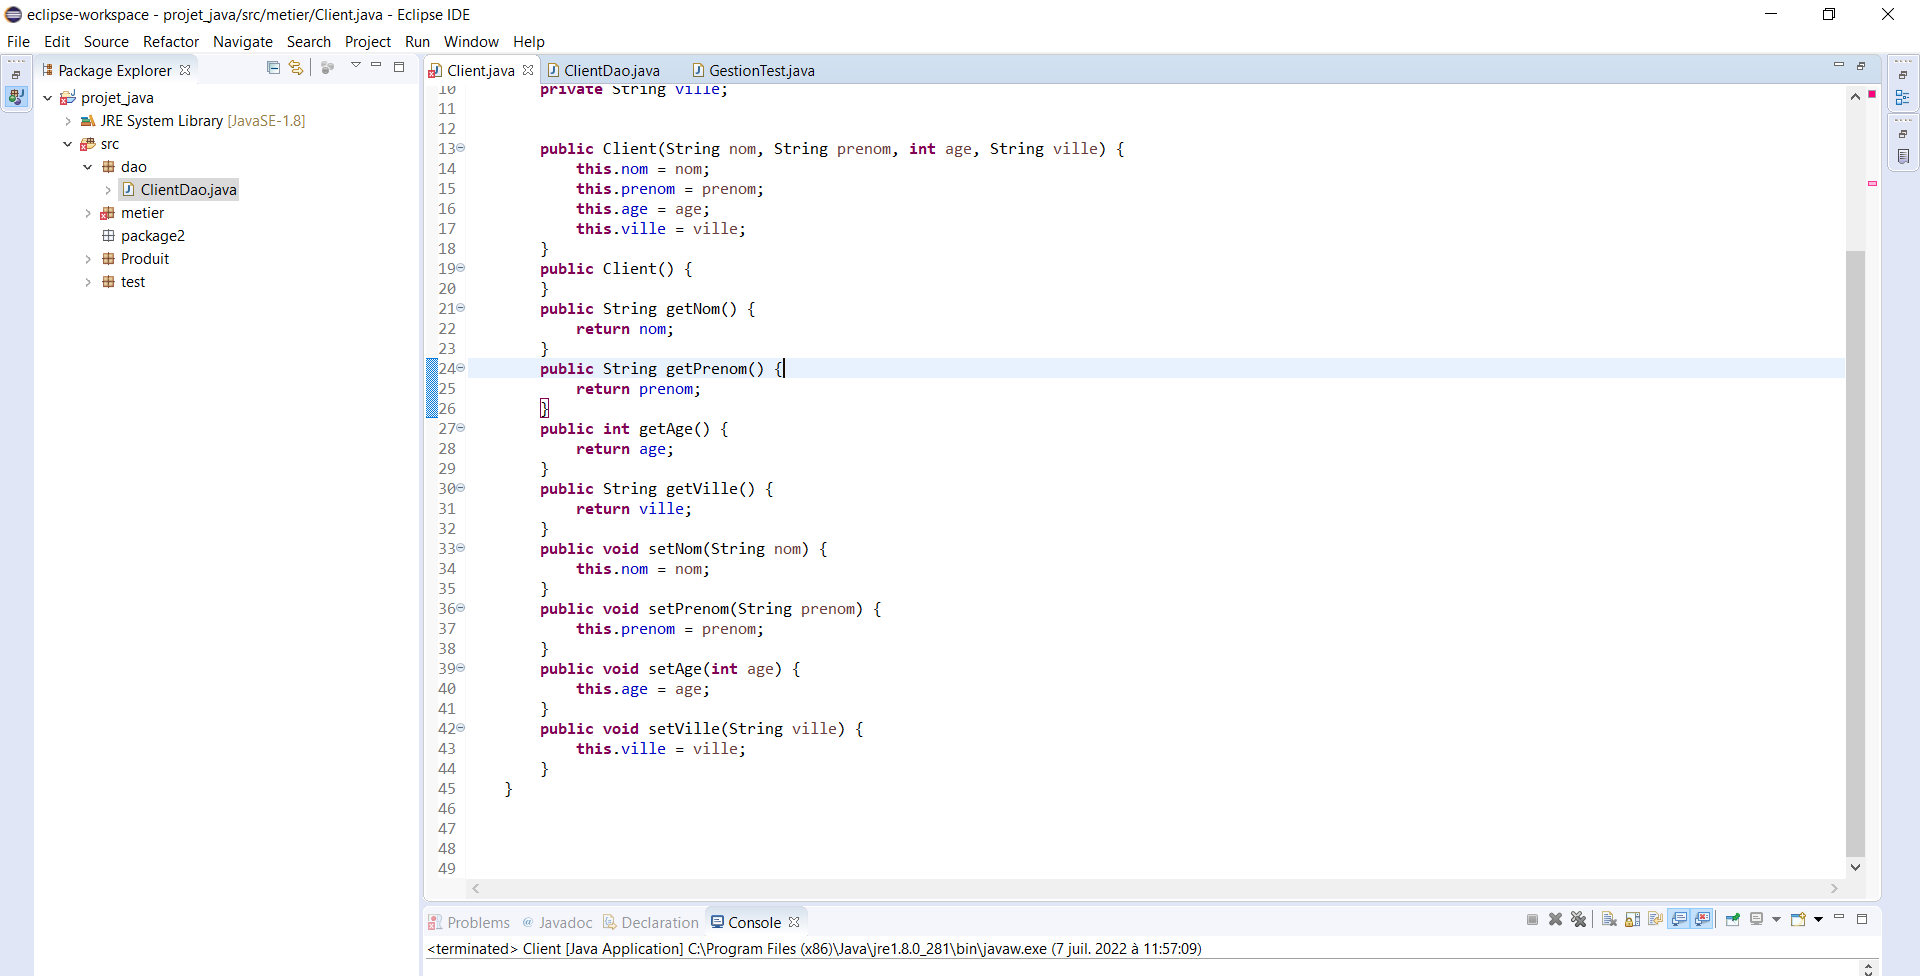 eclipse-workspace - projet_java/src/metier/Client.java - Eclipse IDE
File Edit Source Refactor Navigate Search Project Run Window Help
Package Explorer
projet_java
JRE System Library [JavaSE-1.8]
src
dao
ClientDao.java
metier
package2
Produit
test
Client.java ClientDao.java GestionTest.java
10 private String ville;
11
12
13 public Client(String nom, String prenom, int age, String ville) {
14 this.nom = nom;
15 this.prenom = prenom;
16 this.age = age;
17 this.ville = ville;
18 }
19 public Client() {
20 }
21 public String getNom() {
22 return nom;
23 }
24 public String getPrenom() {
25 return prenom;
26 }
27 public int getAge() {
28 return age;
29 }
30 public String getVille() {
31 return ville;
32 }
33 public void setNom(String nom) {
34 this.nom = nom;
35 }
36 public void setPrenom(String prenom) {
37 this.prenom = prenom;
38 }
39 public void setAge(int age) {
40 this.age = age;
41 }
42 public void setVille(String ville) {
43 this.ville = ville;
44 }
45 }
46
47
48
49
Problems @ Javadoc Declaration Console
<terminated> Client [Java Application] C:\Program Files (x86)\Java\jre1.8.0_281\bin\javaw.exe (7 juil. 2022 à 11:57:09)